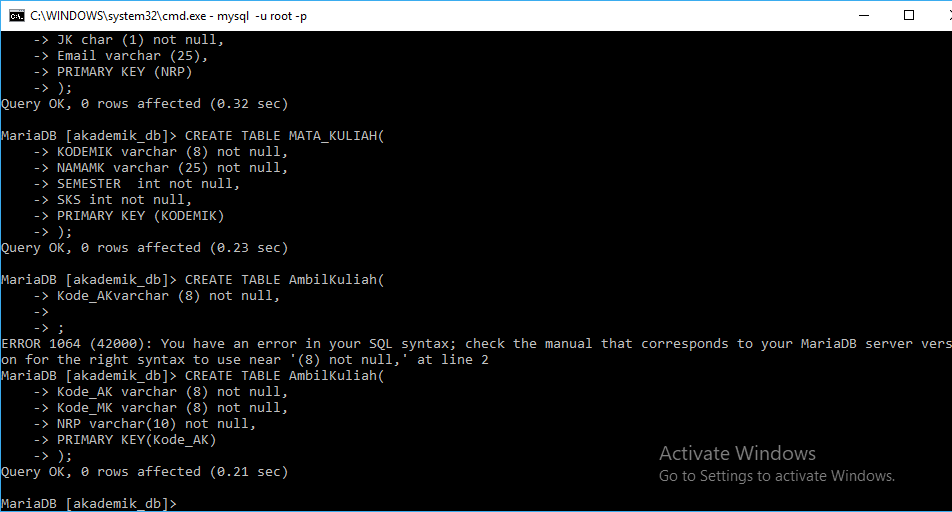 C:\WINDOWS\system32\cmd.exe - mysql  -u root -p
    -> JK char (1) not null,
    -> Email varchar (25),
    -> PRIMARY KEY (NRP)
    -> );
Query OK, 0 rows affected (0.32 sec)

MariaDB [akademik_db]> CREATE TABLE MATA_KULIAH(
    -> KODEMIK varchar (8) not null,
    -> NAMAMK varchar (25) not null,
    -> SEMESTER  int not null,
    -> SKS int not null,
    -> PRIMARY KEY (KODEMIK)
    -> );
Query OK, 0 rows affected (0.23 sec)

MariaDB [akademik_db]> CREATE TABLE AmbilKuliah(
    -> Kode_AKvarchar (8) not null,
    ->
    -> ;
ERROR 1064 (42000): You have an error in your SQL syntax; check the manual that corresponds to your MariaDB server vers
on for the right syntax to use near '(8) not null,' at line 2
MariaDB [akademik_db]> CREATE TABLE AmbilKuliah(
    -> Kode_AK varchar (8) not null,
    -> Kode_MK varchar (8) not null,
    -> NRP varchar(10) not null,
    -> PRIMARY KEY(Kode_AK)
    -> );
Query OK, 0 rows affected (0.21 sec)

MariaDB [akademik_db]>
Activate Windows
Go to Settings to activate Windows.